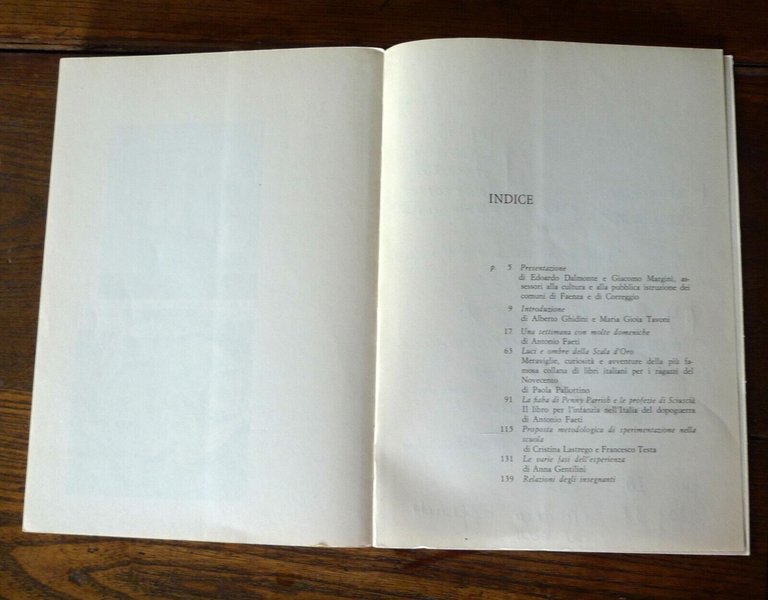 INDICE
p. 5 Presentazione
di Edoardo Dalmonte e Giacomo Margini, as-
sessori alla cultura e alla pubblica istruzione dei
comuni di Faenza e di Correggio
9 Introduzione
di Alberto Ghidini e Maria Gioia Tavoni
17 Una settimana con molte domeniche
di Antonio Faeti
63 Luci e ombre della Scala d'Oro
Meraviglie, curiosità e avventure della più fa-
mosa collana di libri italiani per i ragazzi del
Novecento
di Paola Pallottino
91 La fiaba di Penny Parrish e le profezie di Sciuscià
Il libro per l'infanzia nell'Italia del dopoguerra
di Antonio Faeti
115 Proposta metodologica di sperimentazione nella
scuola
di Cristina Lastrego e Francesco Testa
131 Le varie fasi dell'esperienza
di Anna Gentilini
139 Relazioni degli insegnanti